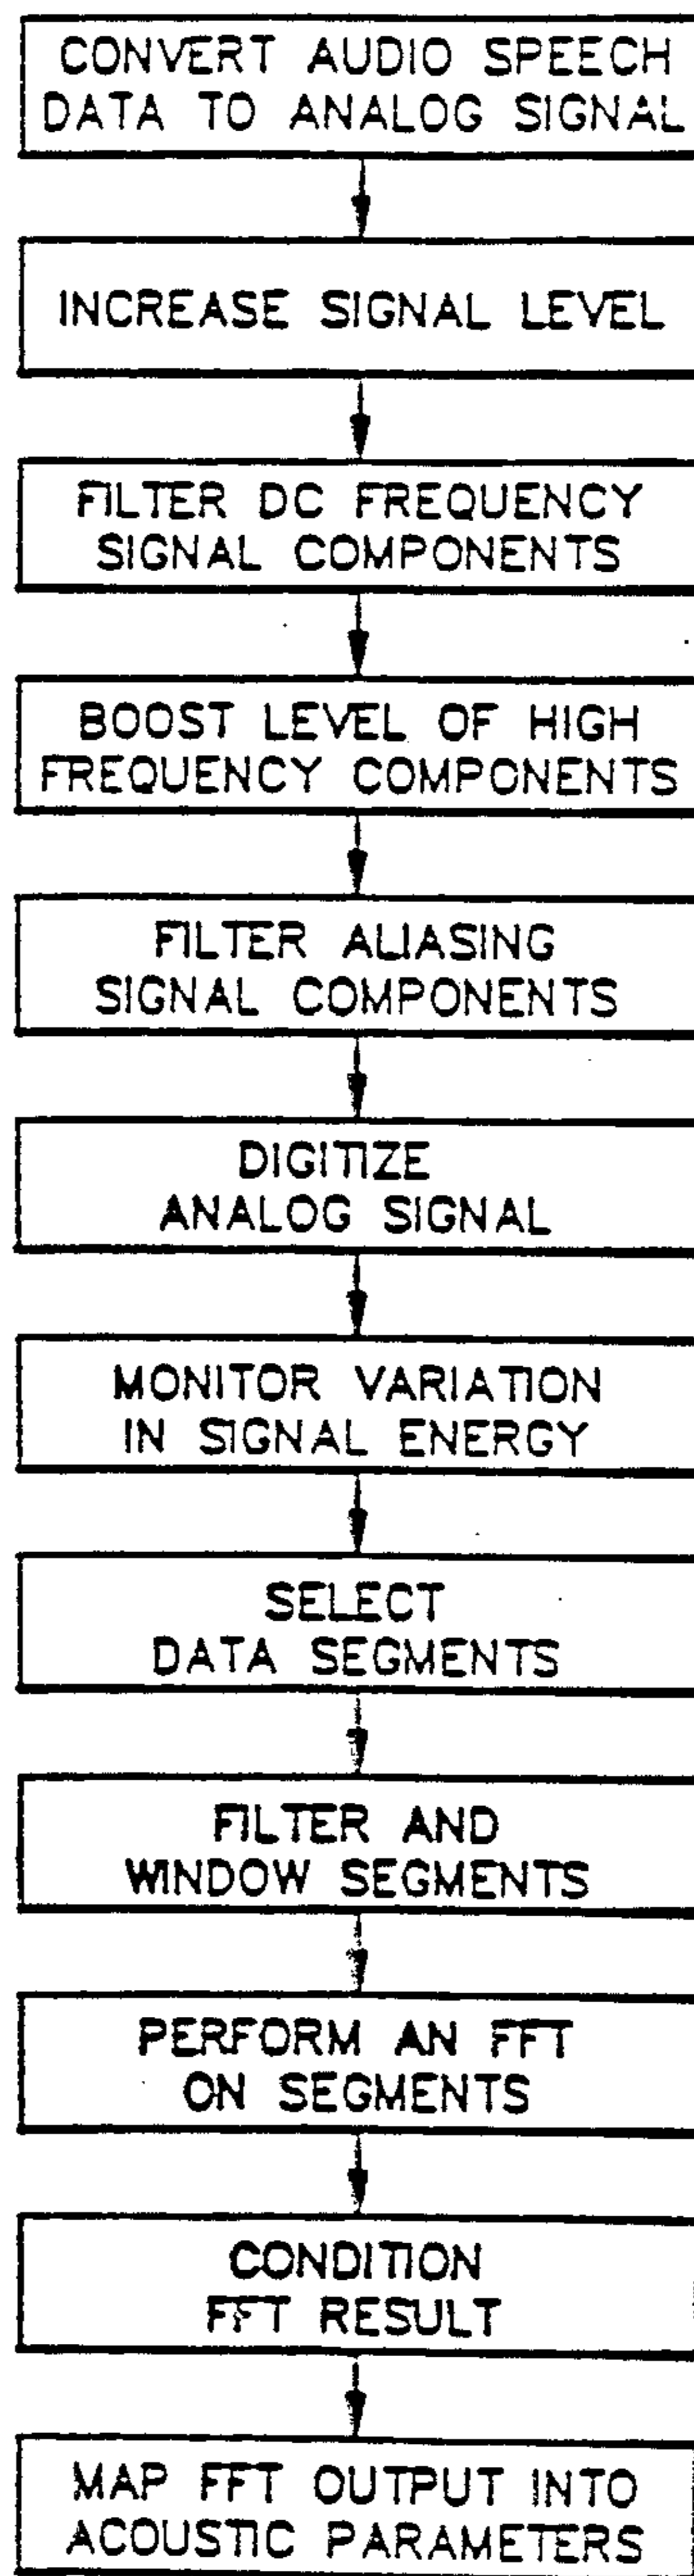 CONVERT AUDIO SPEECH
DATA TO ANALOG SIGNAL
INCREASE SIGNAL LEVEL
FILTER DC FREQUENCY
SIGNAL COMPONENTS
BOOST LEVEL OF HIGH
FREQUENCY COMPONENTS
FILTER ALIASING
SIGNAL COMPONENTS
DIGITIZE
ANALOG SIGNAL
MONITOR VARIATION
IN SIGNAL ENERGY
SELECT
DATA SEGMENTS
FILTER AND
WINDOW SEGMENTS
PERFORM AN FFT
ON SEGMENTS
CONDITION
FFT RESULT
MAP FFT OUTPUT INTO
ACOUSTIC PARAMETERS